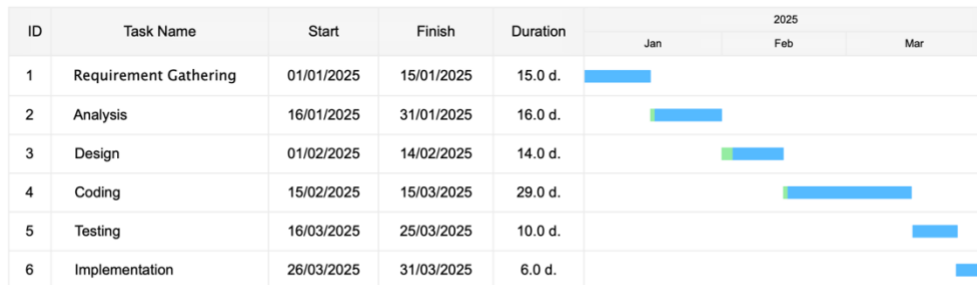 ID Task Name Start Finish Duration 2025
Jan Feb Mar
1 Requirement Gathering 01/01/2025 15/01/2025 15.0 d.
2 Analysis 16/01/2025 31/01/2025 16.0 d.
3 Design 01/02/2025 14/02/2025 14.0 d.
4 Coding 15/02/2025 15/03/2025 29.0 d.
5 Testing 16/03/2025 25/03/2025 10.0 d.
6 Implementation 26/03/2025 31/03/2025 6.0 d.